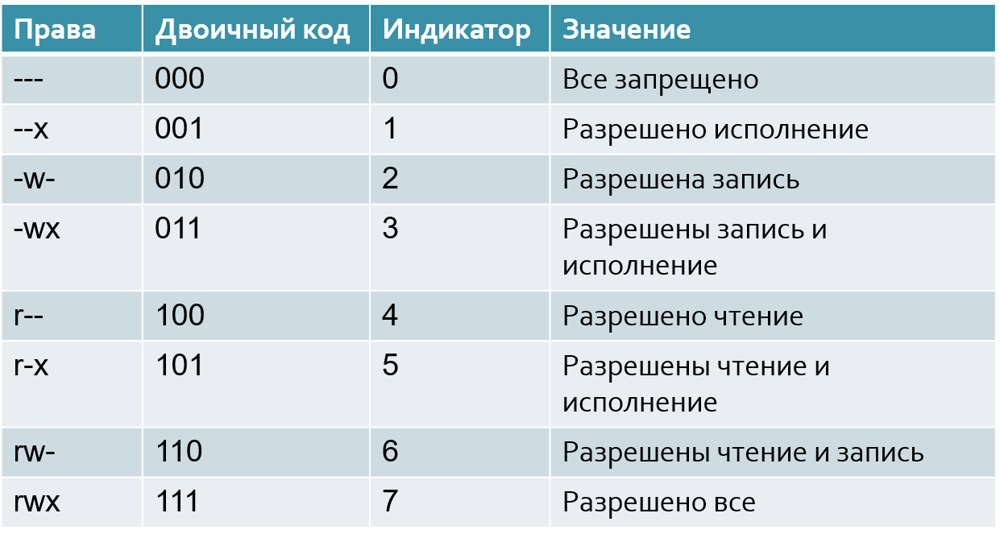 Права Двоичный код Индикатор Значение
--- 000 0 Все запрещено
--x 001 1 Разрешено исполнение
-w- 010 2 Разрешена запись
-wx 011 3 Разрешены запись и
исполнение
r-- 100 4 Разрешено чтение
r-x 101 5 Разрешены чтение и
исполнение
rw- 110 6 Разрешены чтение и запись
rwx 111 7 Разрешено все